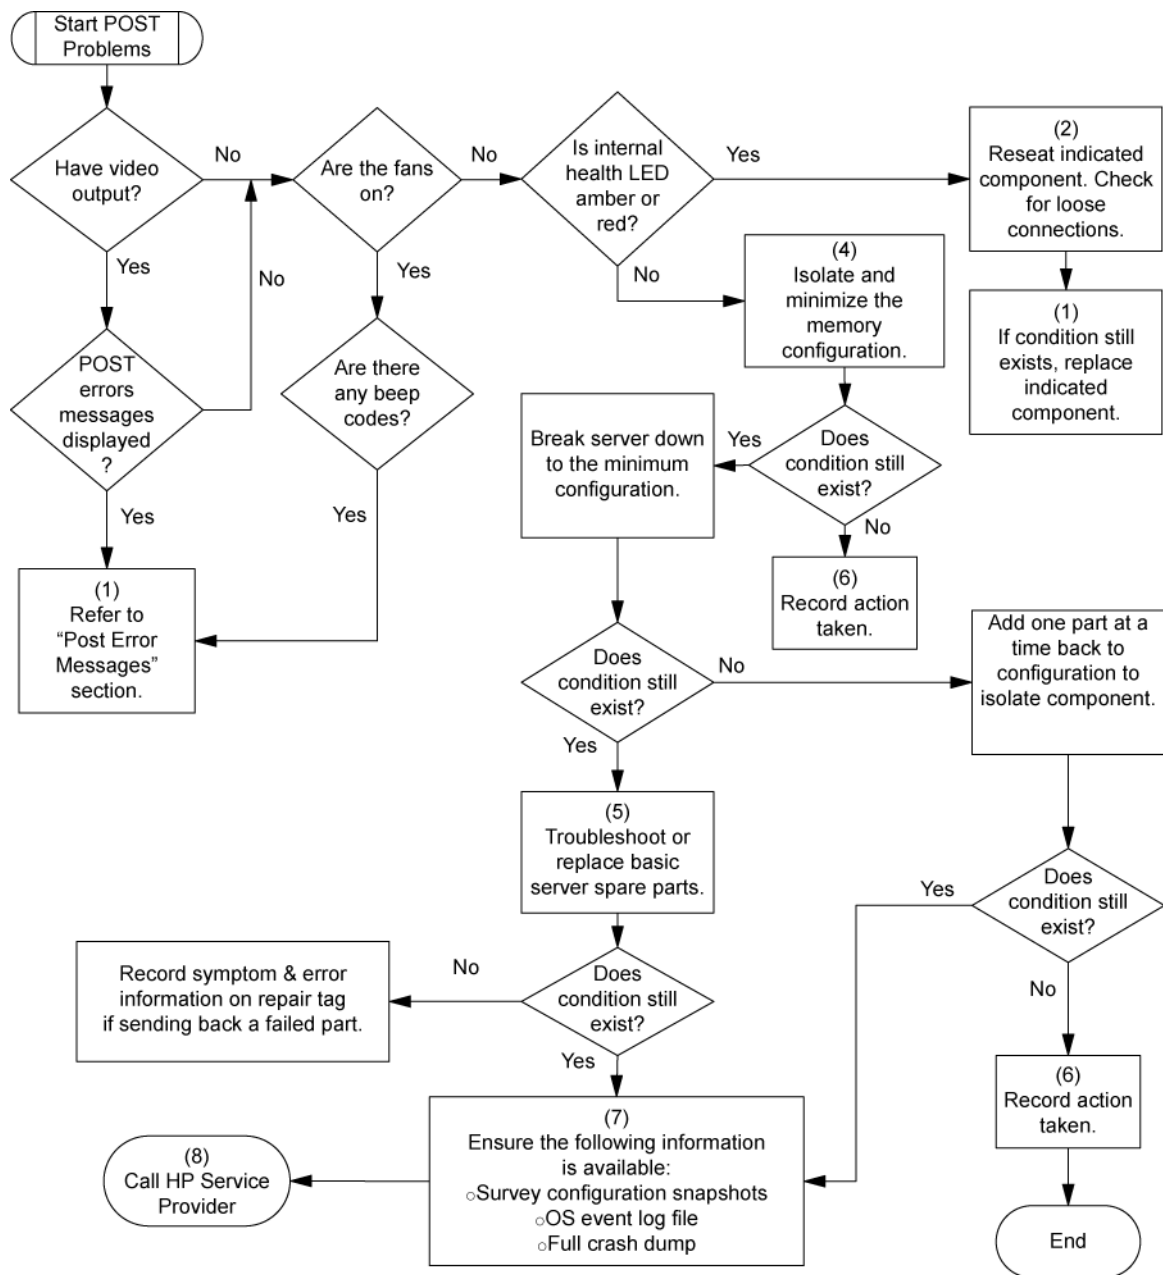 Start POST
Problems
Have video
output?
No
Yes
Are the fans
on?
No
Yes
Is internal
health LED
amber or
red?
Yes
No
(2)
Reseat indicated
component. Check
for loose
connections.
(1)
If condition still
exists, replace
indicated
component.
POST
errors
messages
displayed
?
No
Yes
Are there
any beep
codes?
Yes
(1)
Refer to
“Post Error
Messages”
section.
(4)
Isolate and
minimize the
memory
configuration.
Does
condition still
exist?
Yes
No
Break server down
to the minimum
configuration.
(6)
Record action
taken.
Does
condition still
exist?
No
Yes
Add one part at a
time back to
configuration to
isolate component.
(5)
Troubleshoot or
replace basic
server spare parts.
Does
condition still
exist?
Yes
No
Does
condition still
exist?
No
Yes
Record symptom & error
information on repair tag
if sending back a failed part.
(6)
Record action
taken.
(7)
Ensure the following information
is available:
○Survey configuration snapshots
○OS event log file
○Full crash dump
(8)
Call HP Service
Provider
End